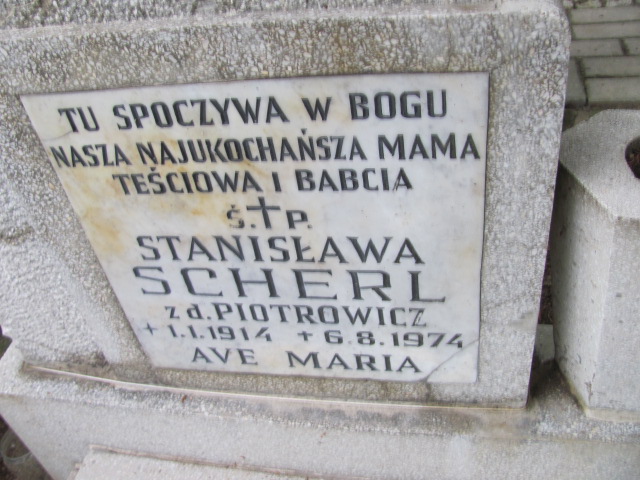 TU SPOCZYWA W BOGU
NASZA NAJUKOCHAŃSZA MAMA
TEŚCIOWA I BABCIA
Ś.✝P.
STANISŁAWA
SCHERL
z d. PIOTROWICZ
+ 1.1.1914 + 6.8.1974
AVE MARIA